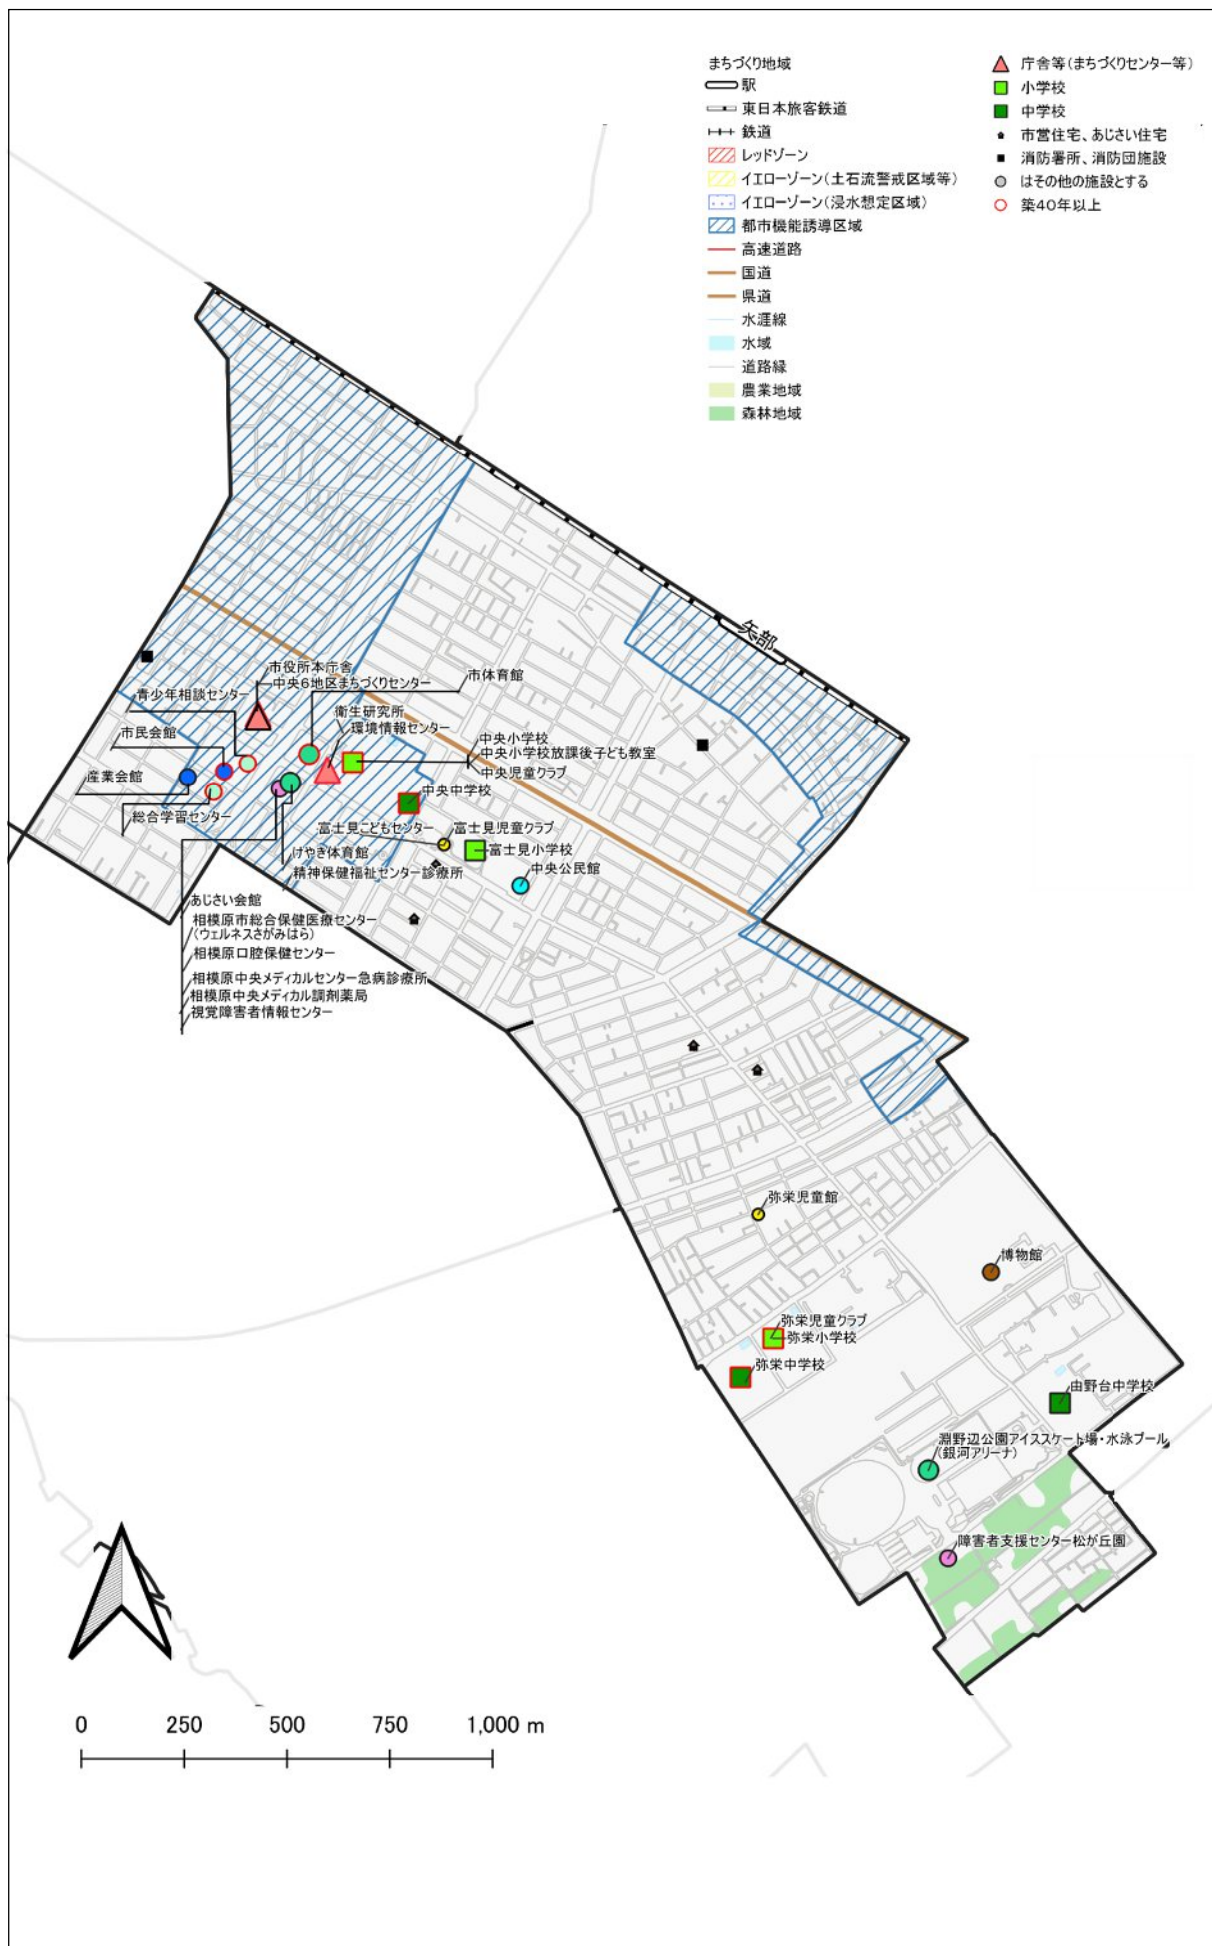 まちづくり地域
駅
東日本旅客鉄道
鉄道
レッドゾーン
イエローゾーン(土石流警戒区域等)
イエローゾーン(浸水想定区域)
都市機能誘導区域
高速道路
国道
県道
水涯線
水域
道路縁
農業地域
森林地域
庁舎等(まちづくりセンター等)
小学校
中学校
市営住宅、あじさい住宅
消防署所、消防団施設
はその他の施設とする
築40年以上
矢部
市役所本庁舎
中央6地区まちづくりセンター
市体育館
青少年相談センター
衛生研究所
環境情報センター
市民会館
中央小学校
中央小学校放課後子ども教室
中央児童クラブ
産業会館
中央中学校
総合学習センター
富士見こどもセンター
富士見児童クラブ
富士見小学校
けやき体育館
中央公民館
精神保健福祉センター診療所
あじさい会館
相模原市総合保健医療センター
(ウェルネスさがみはら)
相模原口腔保健センター
相模原中央メディカルセンター急病診療所
相模原中央メディカル調剤薬局
視覚障害者情報センター
弥栄児童館
博物館
弥栄児童クラブ
弥栄小学校
弥栄中学校
由野台中学校
淵野辺公園アイススケート場・水泳プール
(銀河アリーナ)
障害者支援センター松が丘園
0 250 500 750 1,000 m